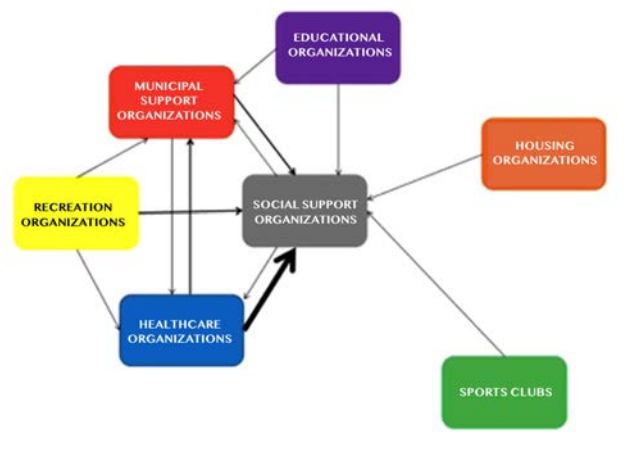 EDUCATIONAL
ORGANIZATIONS
MUNICIPAL
SUPPORT
ORGANIZATIONS
HOUSING
ORGANIZATIONS
RECREATION
ORGANIZATIONS
SOCIAL SUPPORT
ORGANIZATIONS
HEALTHCARE
ORGANIZATIONS
SPORTS CLUBS